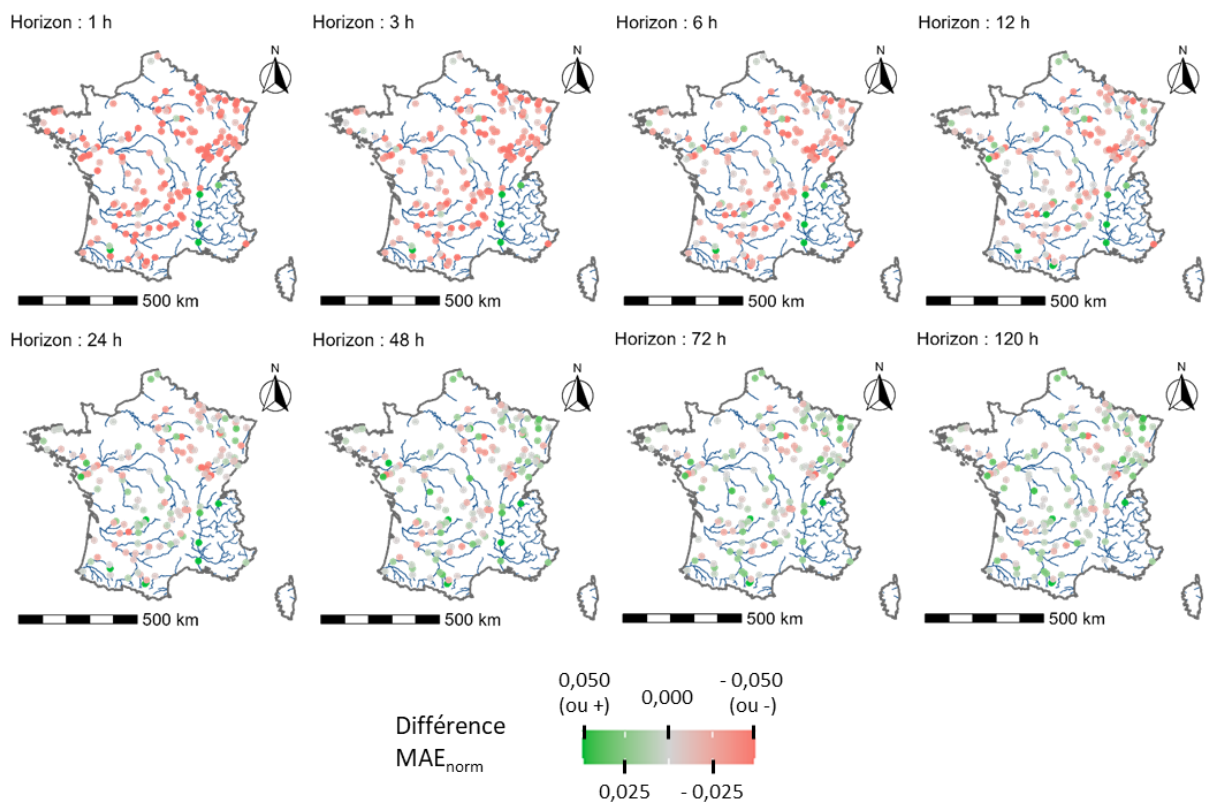 Horizon : 1 h
Horizon : 3 h
Horizon : 6 h
Horizon : 12 h
N
N
N
N
500 km
500 km
500 km
500 km
Horizon : 24 h
Horizon : 48 h
Horizon : 72 h
Horizon : 120 h
N
N
N
N
500 km
500 km
500 km
500 km
0,050 0,000 - 0,050
(ou +) (ou -)
Différence
MAEnorm
0,025 - 0,025